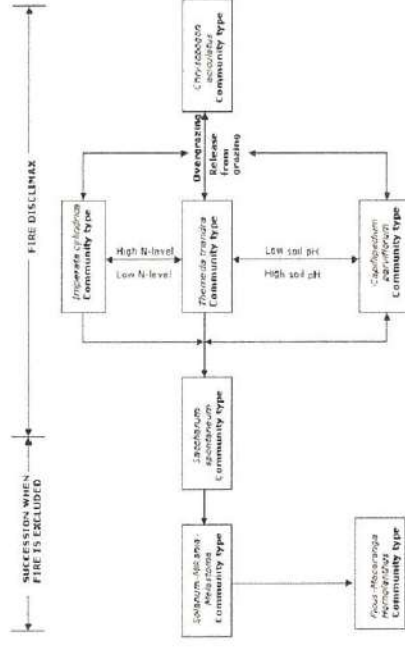 SUCCESSION WHEN
FIRE IS EXCLUDED
FIRE DISCLIMAX
Imperata cylindrica
Community type
High N-level
Low N-level
Themeda triandra
Community type
Low soil pH
High soil pH
Capillipedium
parviflorum
Community type
Overgrazing
Release
from
grazing
Chrysopogon
aciculatus
Community type
Saccharum
spontaneum
Community type
Solanum-Mikania-
Melastoma
Community type
Ficus-Macaranga
Homolanthus
Community type